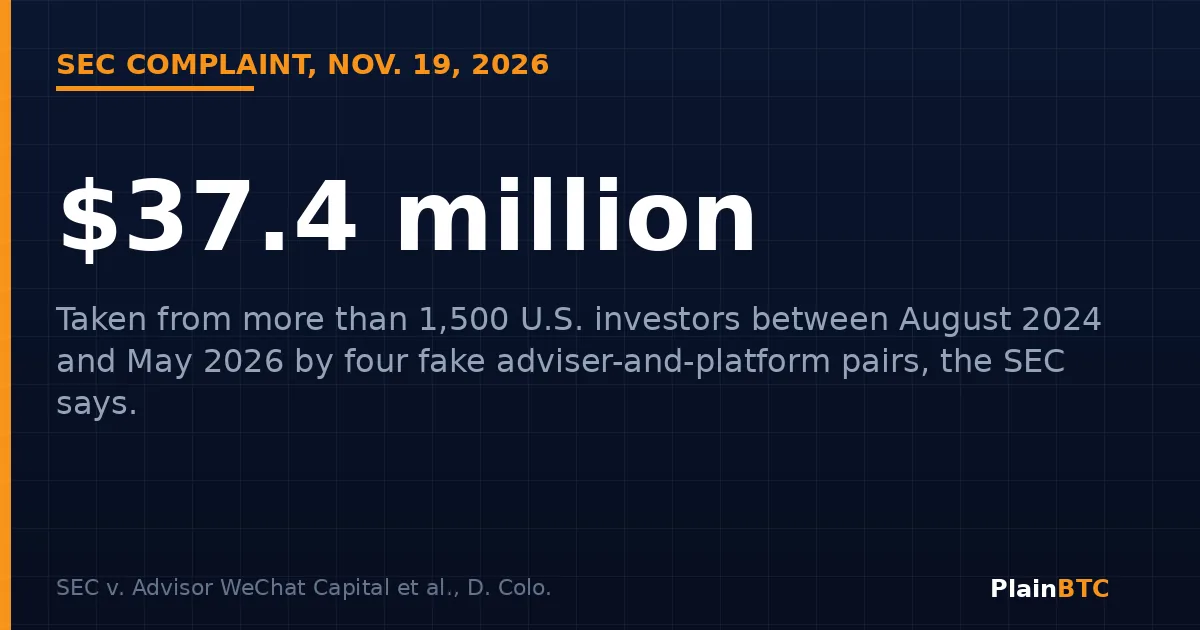 SEC COMPLAINT, NOV. 19, 2026
$37.4 million
Taken from more than 1,500 U.S. investors between August 2024
and May 2026 by four fake adviser-and-platform pairs, the SEC
says.
SEC v. Advisor WeChat Capital et al., D. Colo.
PlainBTC